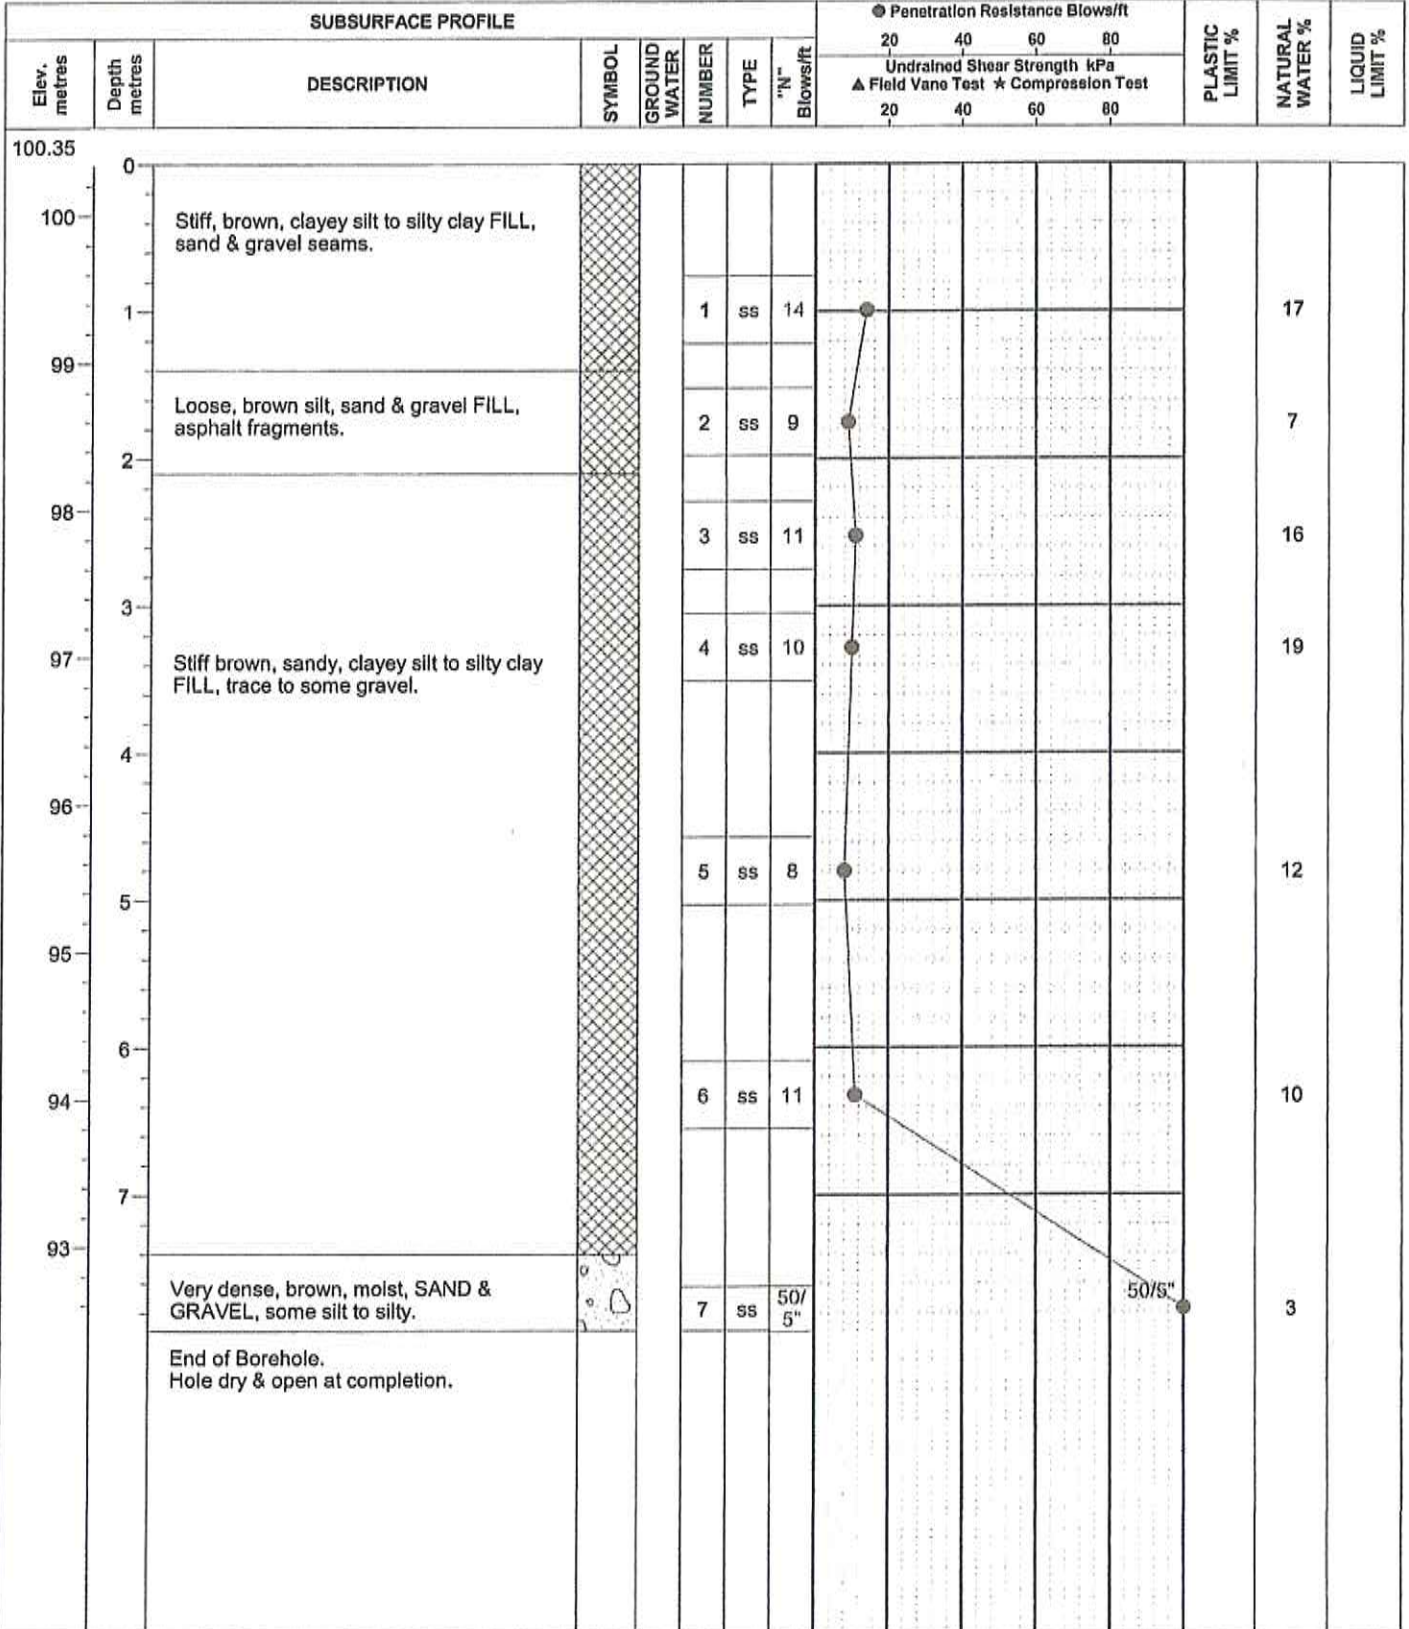 SUBSURFACE PROFILE
● Penetration Resistance Blows/ft
20 40 60 80
Undrained Shear Strength kPa
▲ Field Vane Test ★ Compression Test
20 40 60 80
Elev. metres
Depth metres
DESCRIPTION
SYMBOL
GROUND WATER
NUMBER
TYPE
"N" Blows/ft
PLASTIC LIMIT %
NATURAL WATER %
LIQUID LIMIT %
100.35
0
100
Stiff, brown, clayey silt to silty clay FILL,
sand & gravel seams.
1
1 ss 14
17
99
Loose, brown silt, sand & gravel FILL,
asphalt fragments.
2 ss 9
7
2
98
3 ss 11
16
3
97
4 ss 10
19
Stiff brown, sandy, clayey silt to silty clay
FILL, trace to some gravel.
4
96
5 ss 8
12
5
95
6
94
6 ss 11
10
7
93
Very dense, brown, moist, SAND &
GRAVEL, some silt to silty.
7 ss 50/
5"
50/5"
3
End of Borehole.
Hole dry & open at completion.